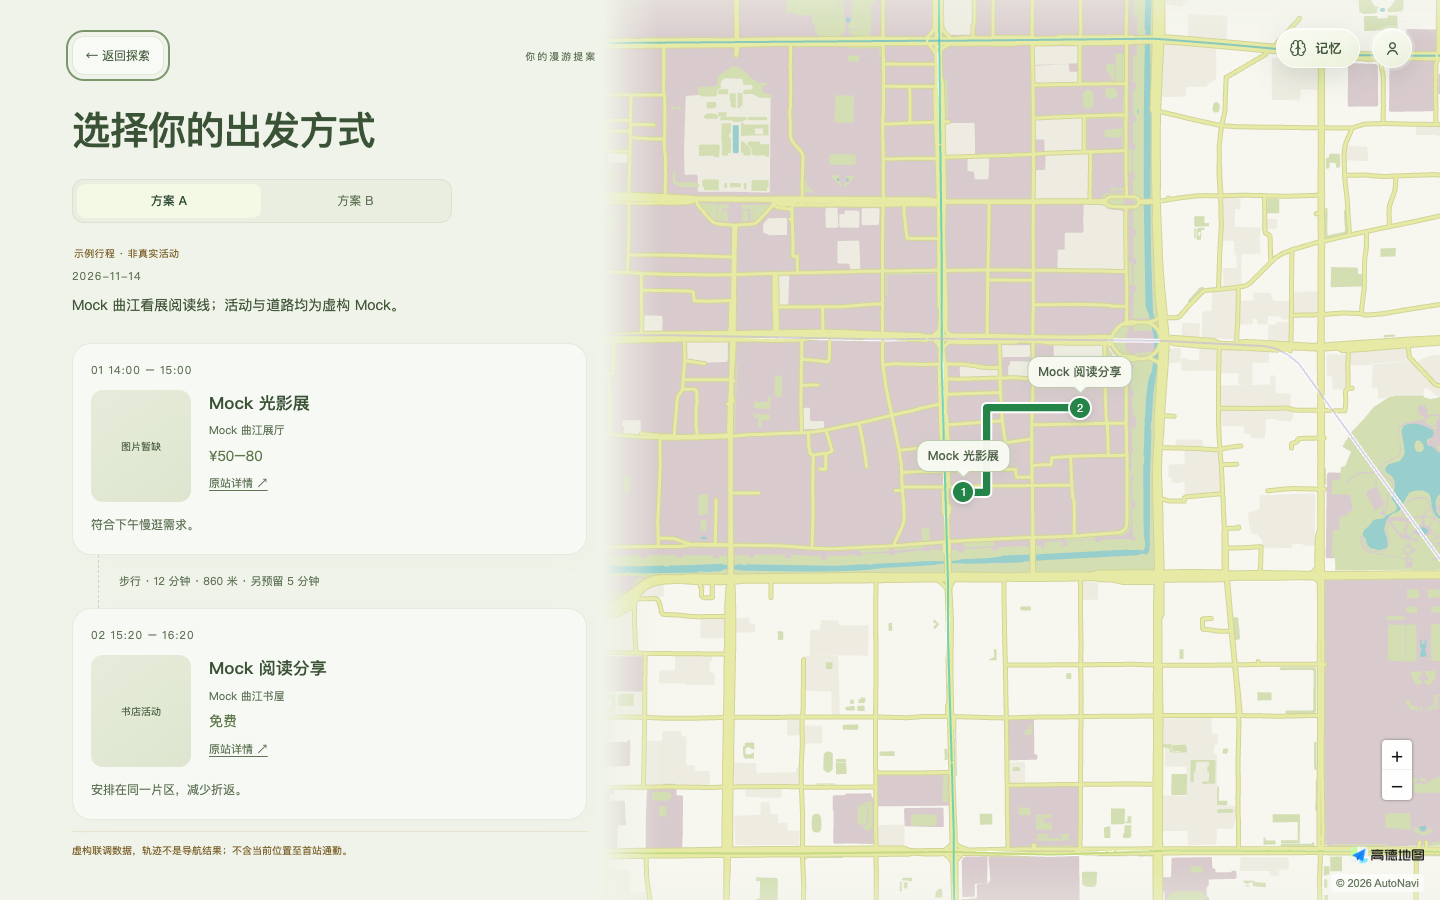 ← 返回探索
你的漫游提案
选择你的出发方式
方案 A
方案 B
示例行程 · 非真实活动
2026–11–14
Mock 曲江看展阅读线；活动与道路均为虚构 Mock。
01 14:00 — 15:00
图片暂缺
Mock 光影展
Mock 曲江展厅
¥50—80
原站详情 ↗
符合下午慢逛需求。
步行 · 12 分钟 · 860 米 · 另预留 5 分钟
02 15:20 — 16:20
书店活动
Mock 阅读分享
Mock 曲江书屋
免费
原站详情 ↗
安排在同一片区，减少折返。
虚构联调数据，轨迹不是导航结果；不含当前位置至首站通勤。
记忆
Mock 阅读分享
2
Mock 光影展
1
+
−
高德地图
© 2026 AutoNavi